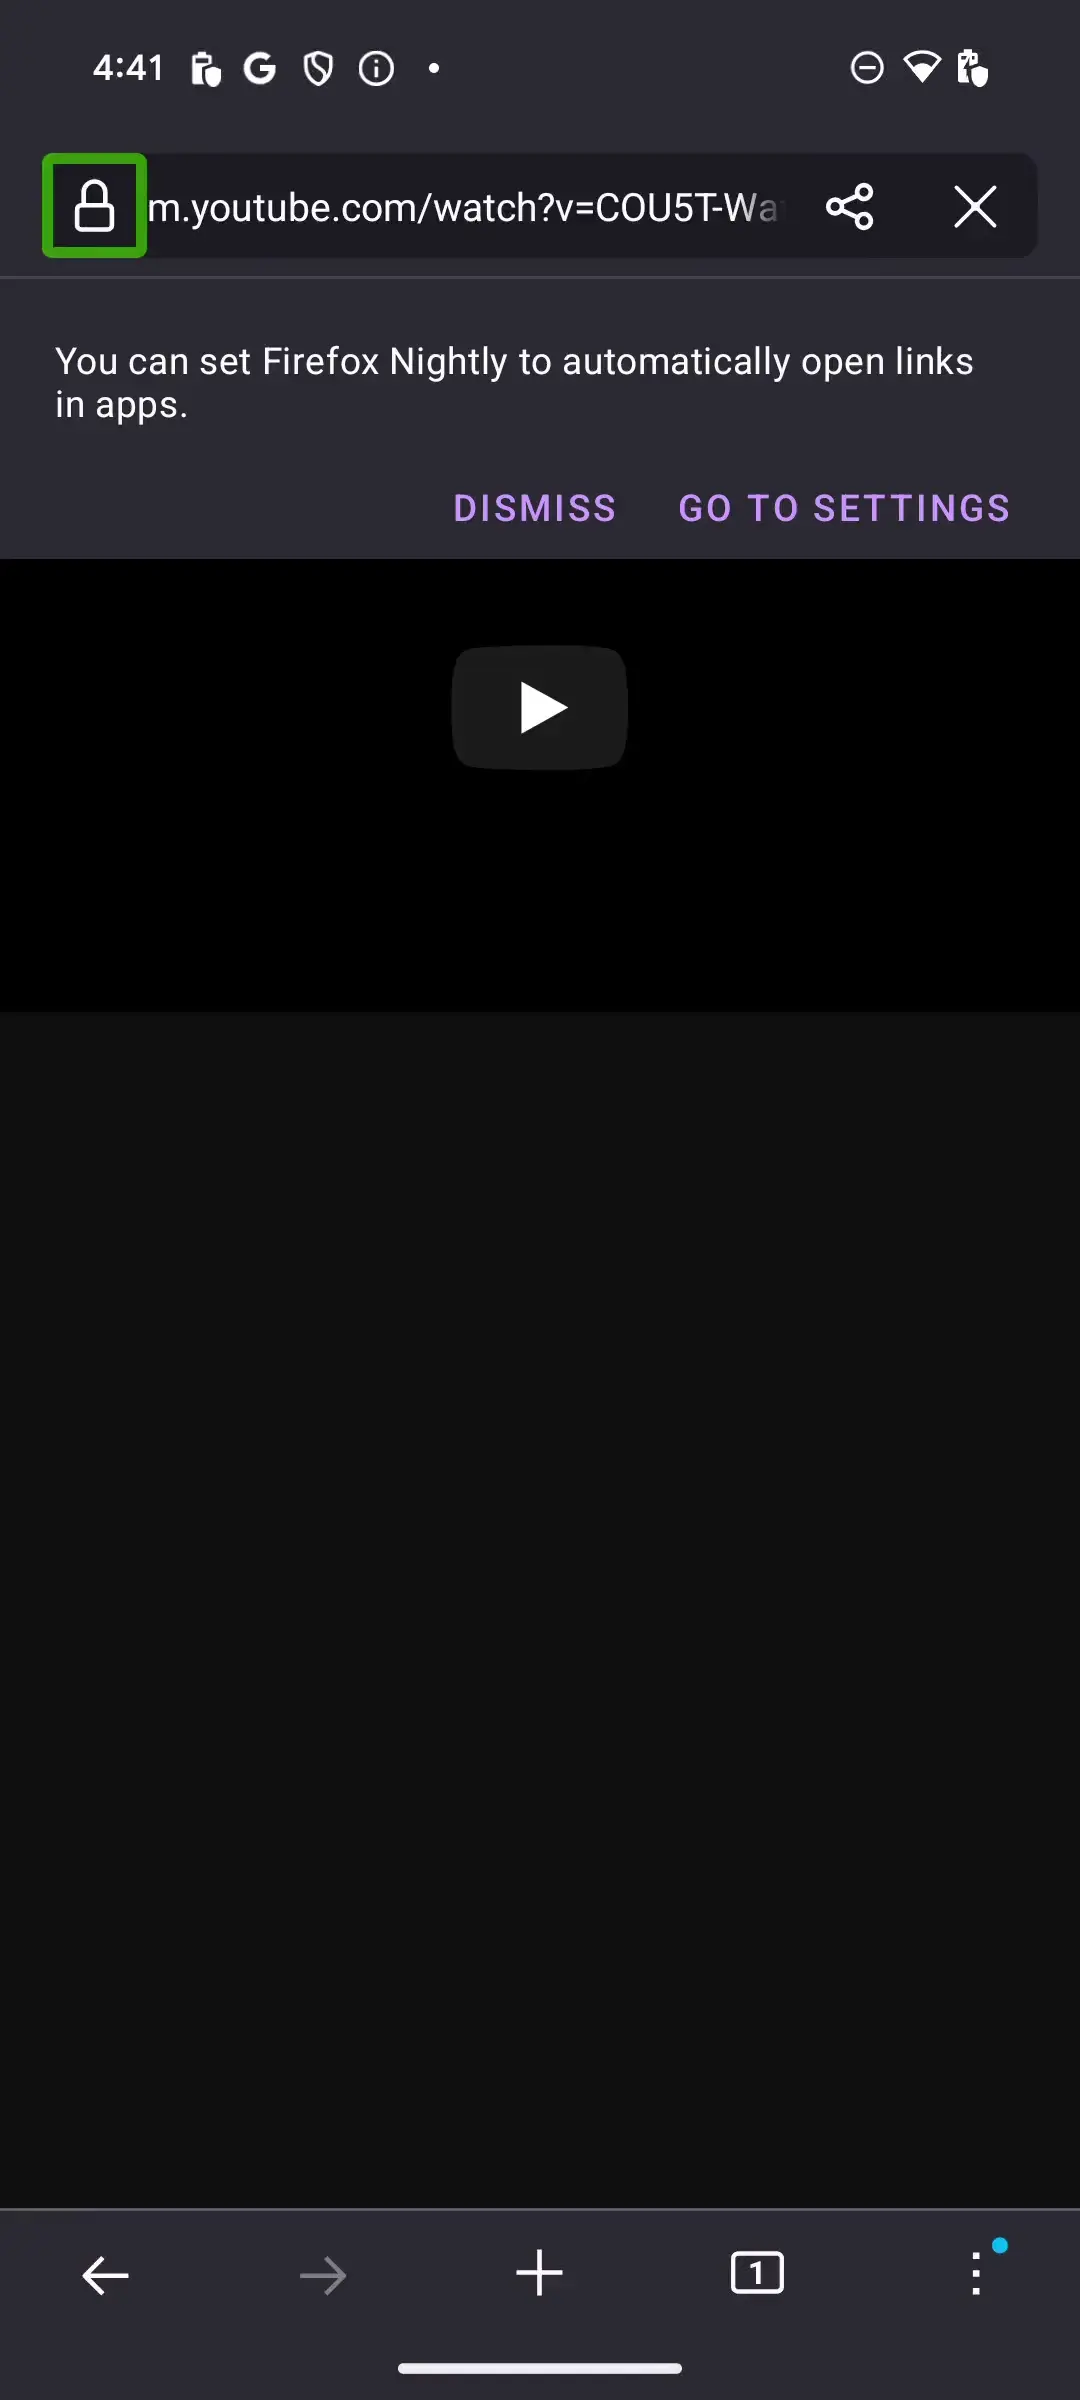 4:41
m.youtube.com/watch?v=COU5T-Wa
You can set Firefox Nightly to automatically open links
in apps.
DISMISS GO TO SETTINGS
1